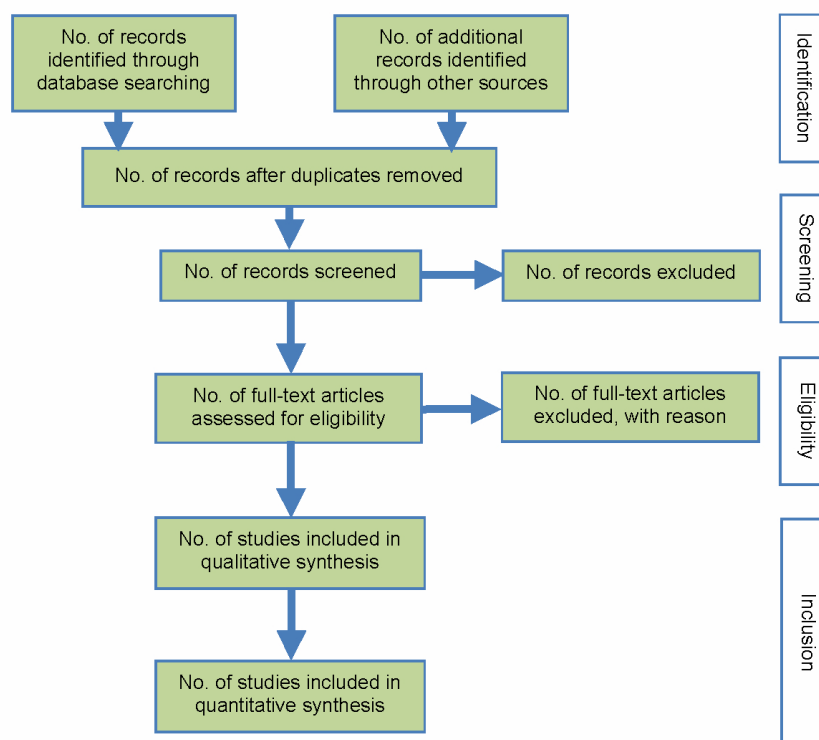 No. of records
identified through
database searching
No. of additional
records identified
through other sources
Identification
No. of records after duplicates removed
Screening
No. of records screened
No. of records excluded
Eligibility
No. of full-text articles
assessed for eligibility
No. of full-text articles
excluded, with reason
No. of studies included in
qualitative synthesis
Inclusion
No. of studies included in
quantitative synthesis